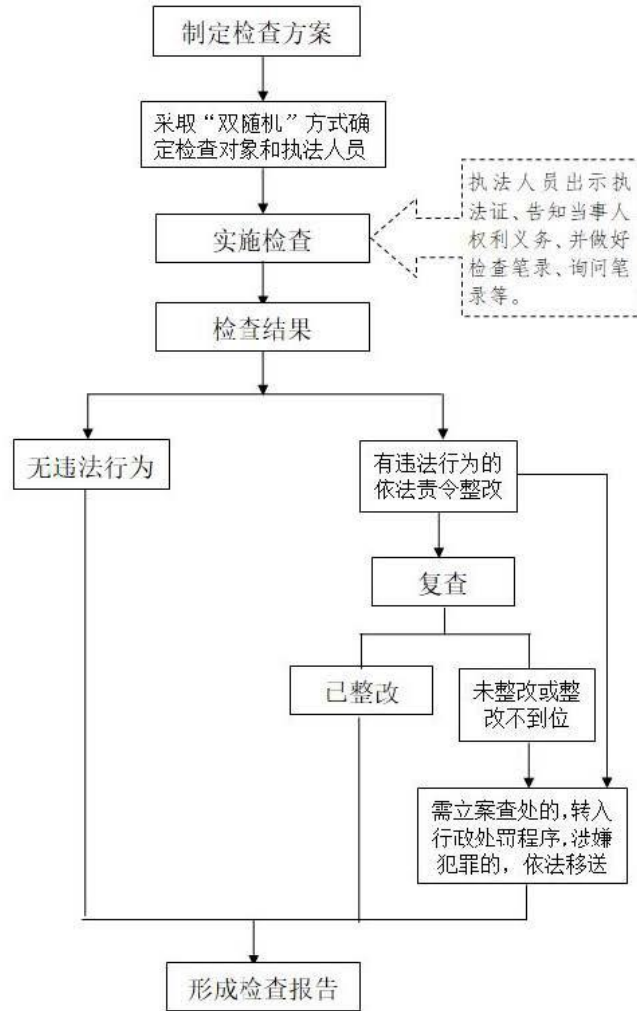 制定检查方案
采取“双随机”方式确
定检查对象和执法人员
执法人员出示执
法证、告知当事人
权利义务、并做好
检查笔录、询问笔
录等。
实施检查
检查结果
无违法行为
有违法行为的
依法责令整改
复查
已整改
未整改或整
改不到位
需立案查处的,转入
行政处罚程序,涉嫌
犯罪的，依法移送
形成检查报告